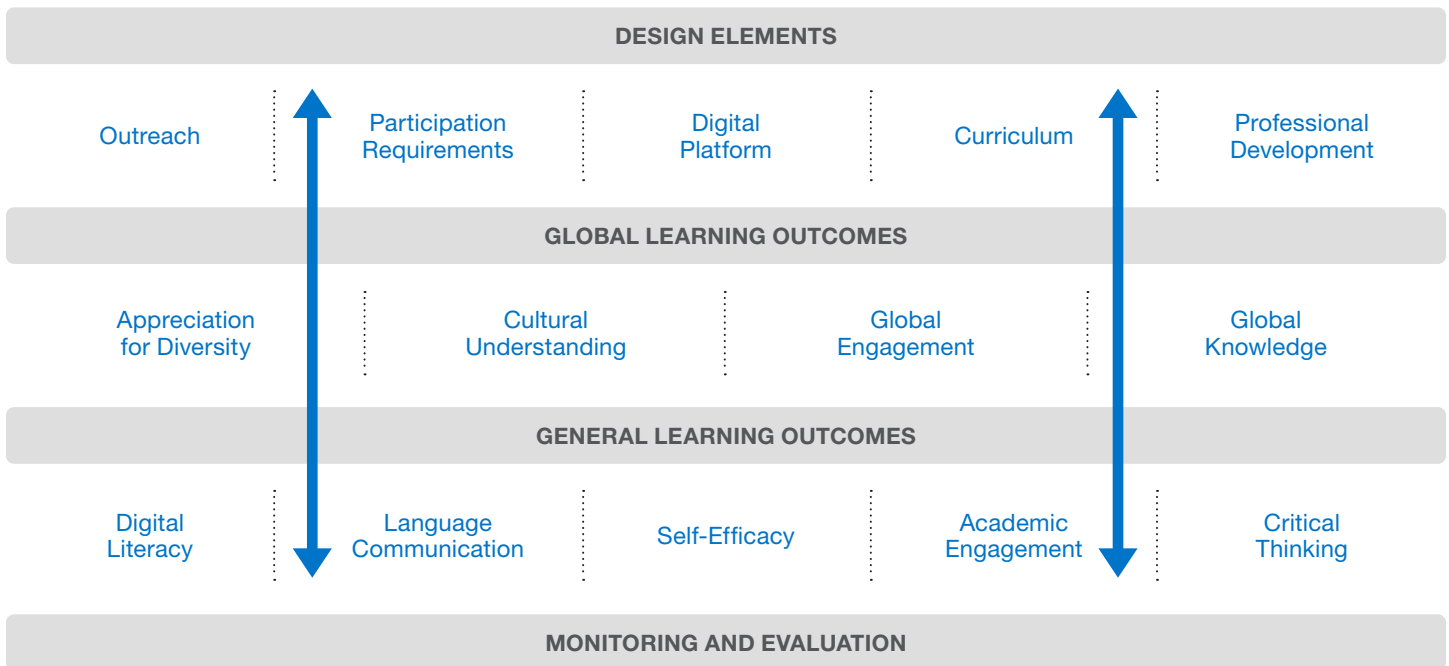 DESIGN ELEMENTS
Outreach
Participation
Requirements
Digital
Platform
Curriculum
Professional
Development
GLOBAL LEARNING OUTCOMES
Appreciation
for Diversity
Cultural
Understanding
Global
Engagement
Global
Knowledge
GENERAL LEARNING OUTCOMES
Digital
Literacy
Language
Communication
Self-Efficacy
Academic
Engagement
Critical
Thinking
MONITORING AND EVALUATION